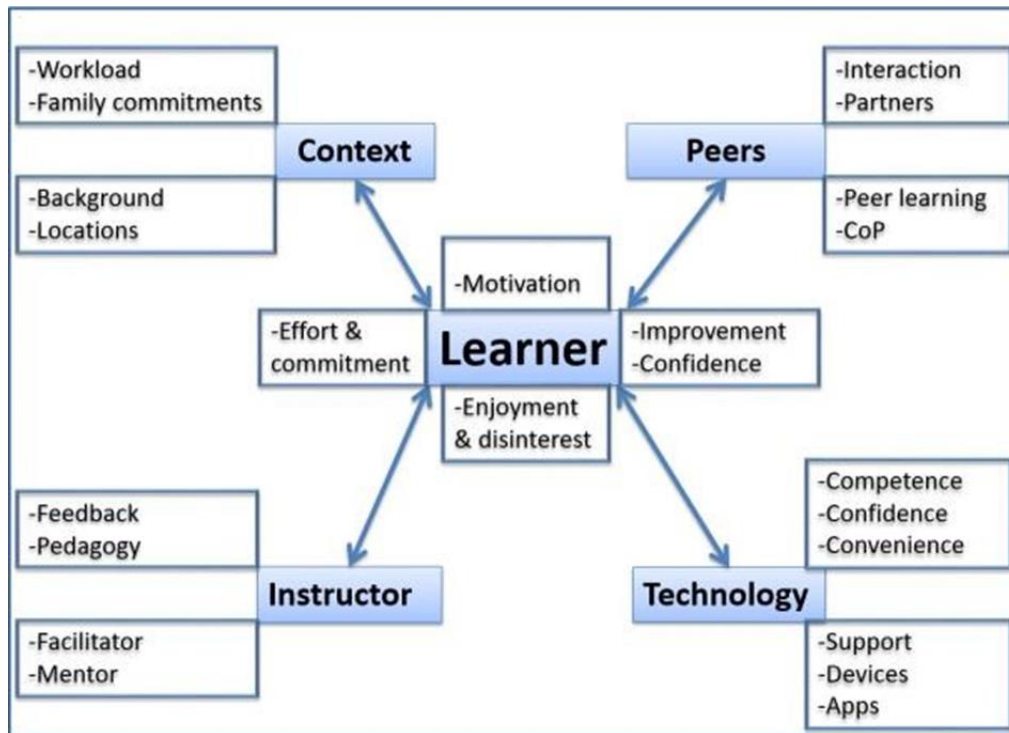 -Workload
-Family commitments
Context
-Background
-Locations
-Interaction
-Partners
Peers
-Peer learning
-CoP
-Motivation
-Effort &
commitment
Learner
-Improvement
-Confidence
-Enjoyment
& disinterest
-Feedback
-Pedagogy
Instructor
-Facilitator
-Mentor
-Competence
-Confidence
-Convenience
Technology
-Support
-Devices
-Apps